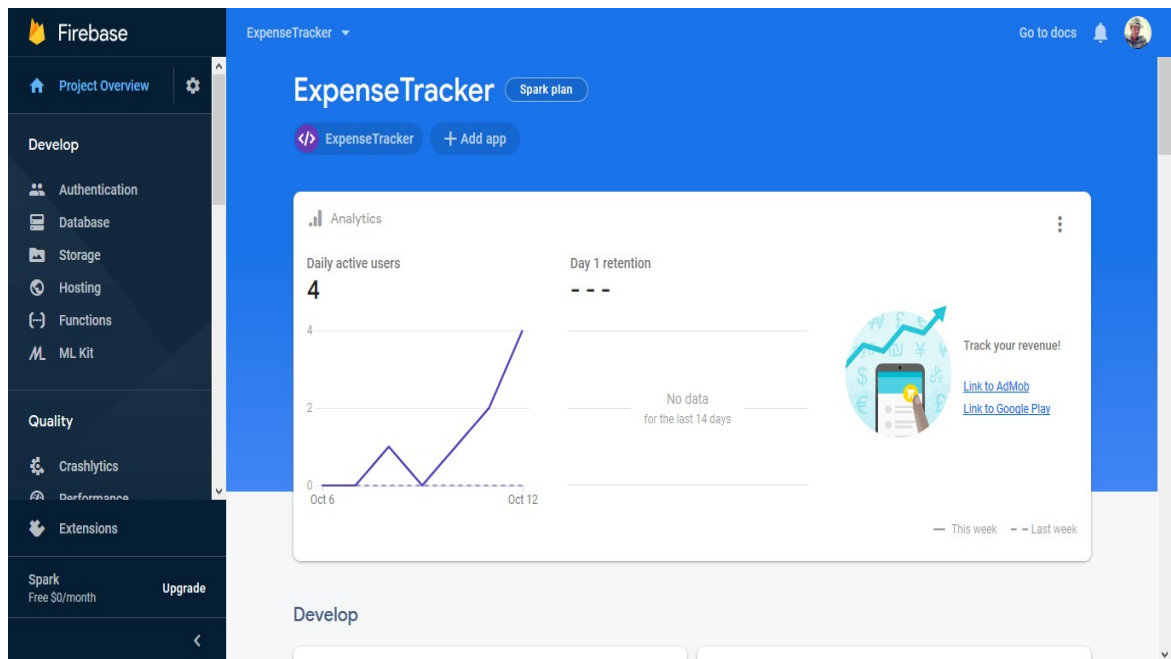 Firebase
Project Overview
Develop
Authentication
Database
Storage
Hosting
Functions
ML Kit
Quality
Crashlytics
Performance
Extensions
Spark
Free $0/month
Upgrade
ExpenseTracker
Go to docs
ExpenseTracker Spark plan
ExpenseTracker + Add app
Analytics
Daily active users
4
Day 1 retention
- - -
4
2
0
Oct 6 Oct 12
No data
for the last 14 days
Track your revenue!
Link to AdMob
Link to Google Play
This week Last week
Develop